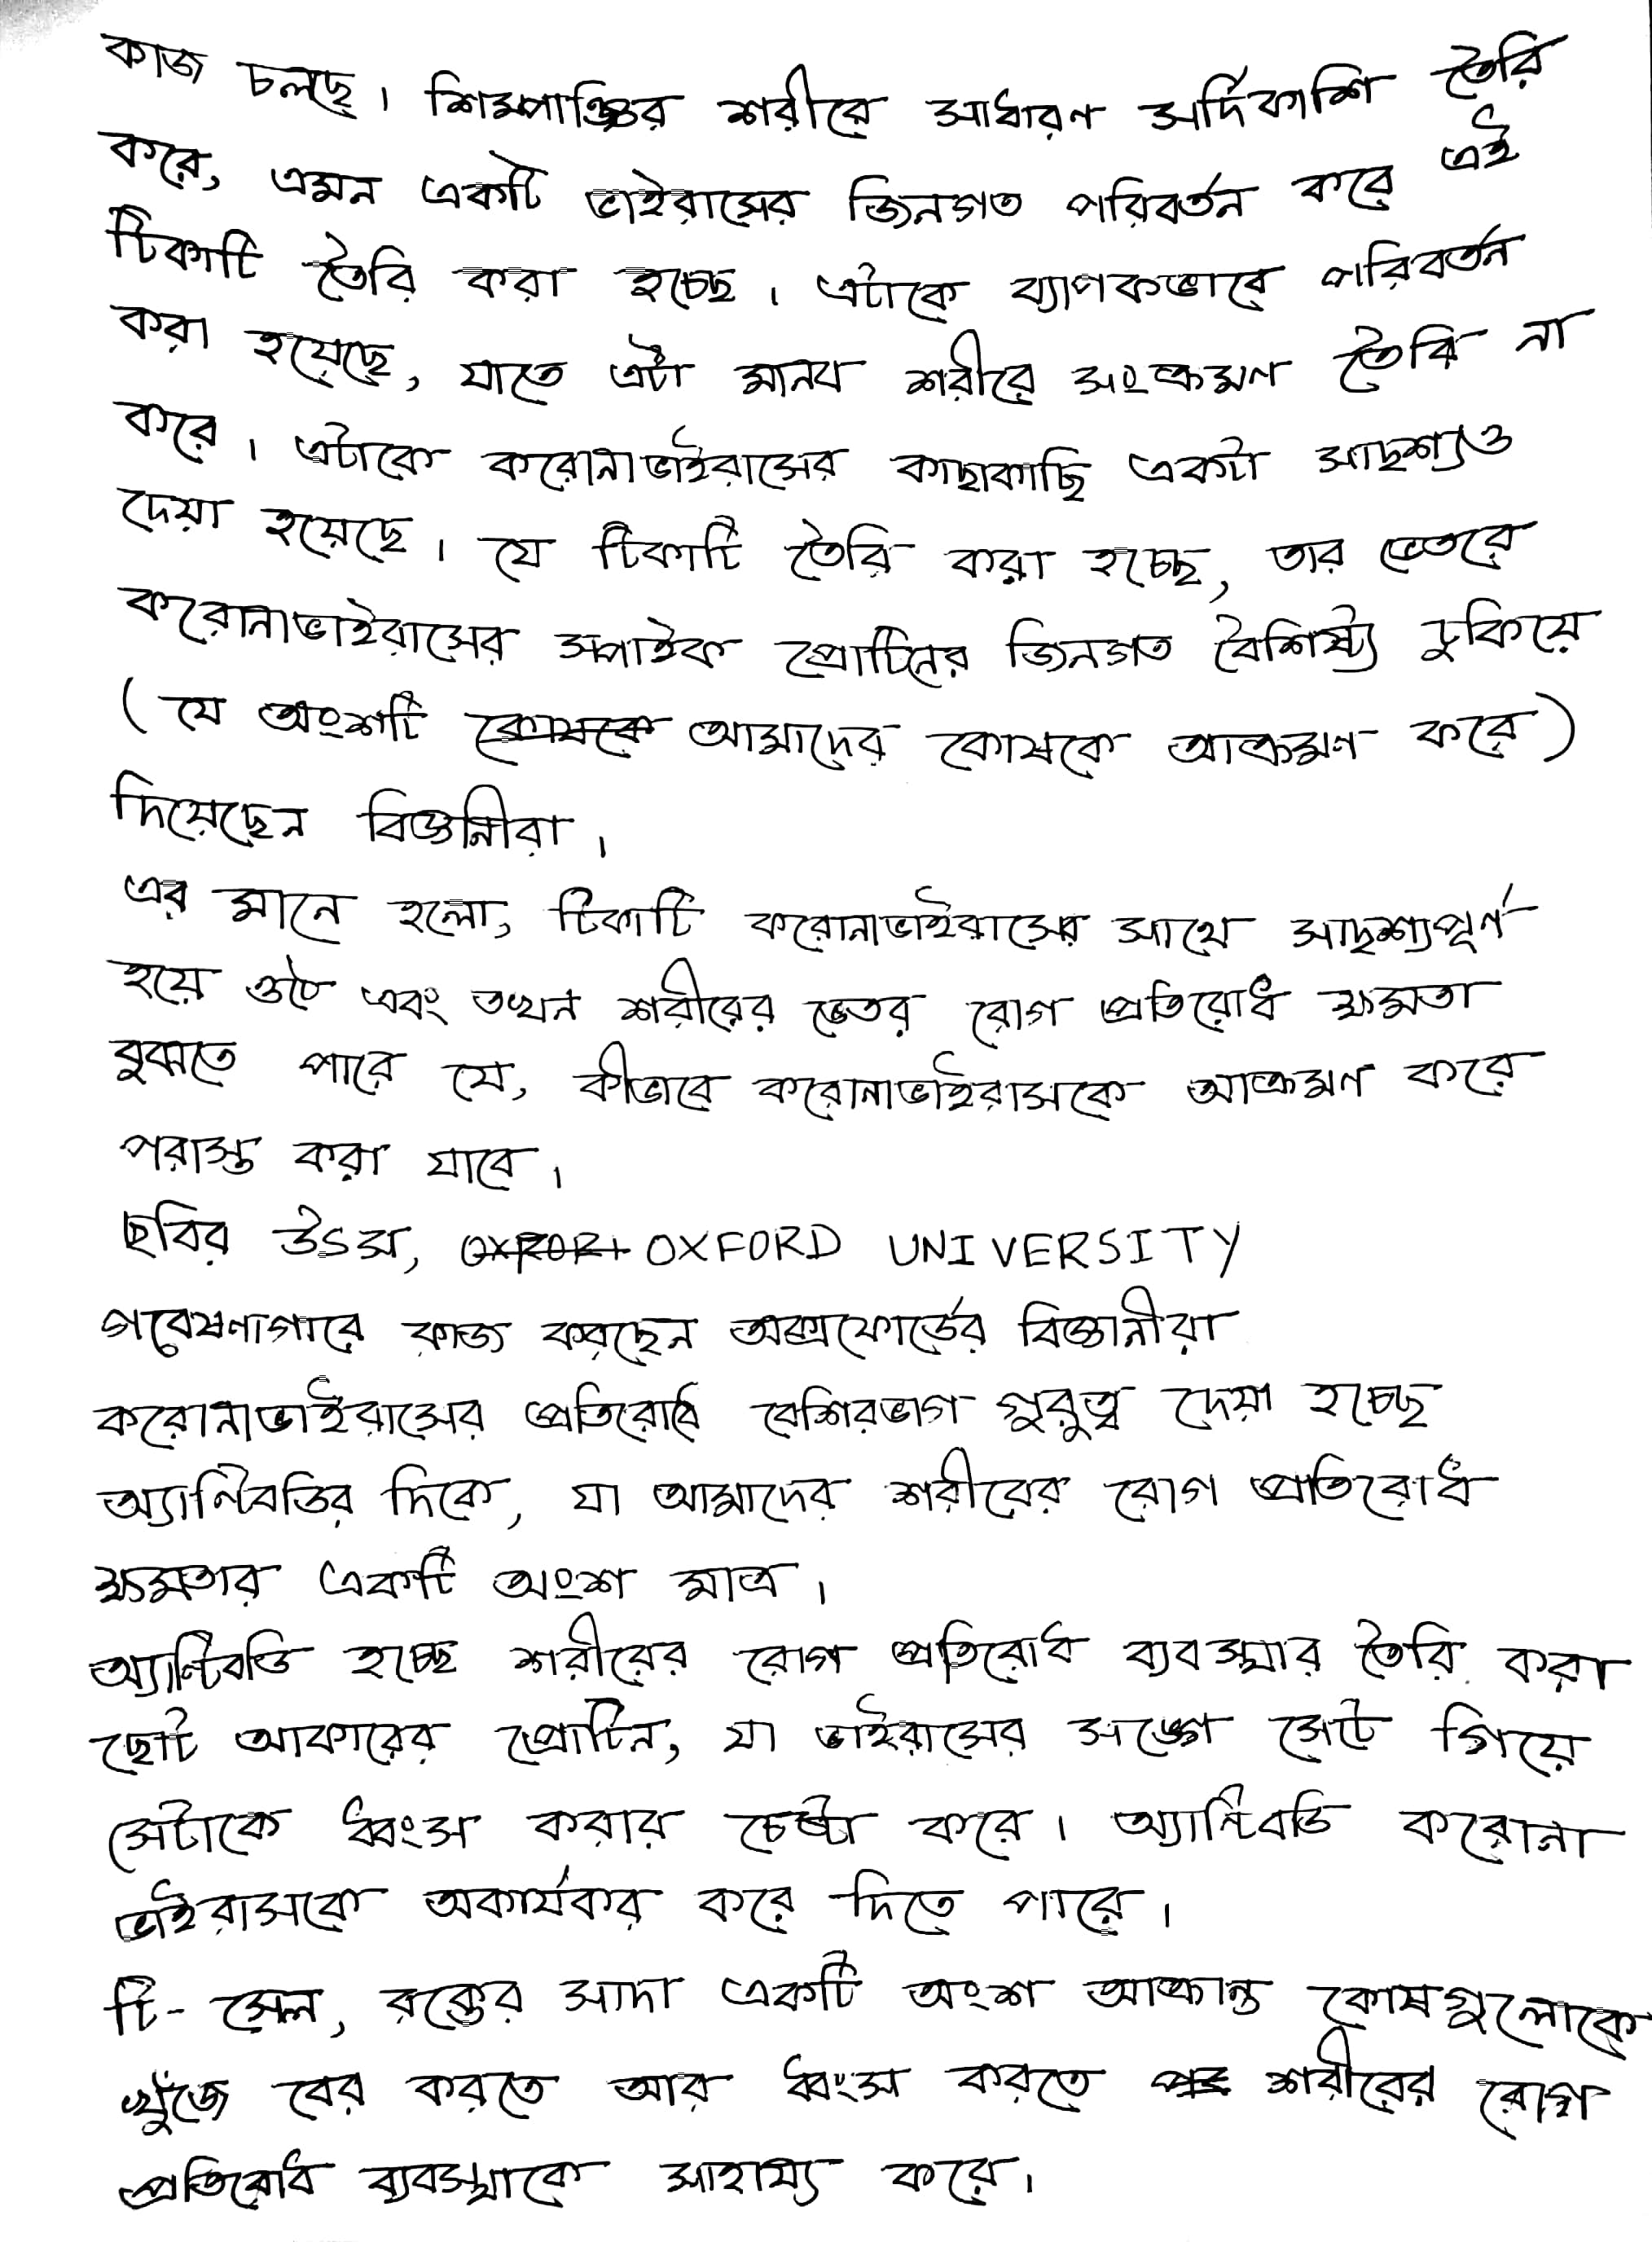 কাজ চলছে। শিম্পাঞ্জির শরীরে সাধারণ সর্দিকাশি তৈরি
করে, এমন একটি ভাইরাসের জিনগত পরিবর্তন করে এই
টিকাটি তৈরি করা হচ্ছে। এটাকে ব্যাপকভাবে পরিবর্তন
করা হয়েছে, যাতে এটা মানব শরীরে সংক্রমণ তৈরি না
করে। এটাকে করোনাভাইরাসের কাছাকাছি একটা সাদৃশ্যও
দেয়া হয়েছে। যে টিকাটি তৈরি করা হচ্ছে, তার ভেতরে
করোনাভাইরাসের স্পাইক প্রোটিনের জিনগত বৈশিষ্ট্য ঢুকিয়ে
(যে অংশটি কোষকে আমাদের কোষকে আক্রমণ করে)
দিয়েছেন বিজ্ঞানীরা।
এর মানে হলো, টিকাটি করোনাভাইরাসের সাথে সাদৃশ্যপূর্ণ
হয়ে ওঠে এবং তখন শরীরের ভেতর রোগ প্রতিরোধ ক্ষমতা
বুঝতে পারে যে, কীভাবে করোনাভাইরাসকে আক্রমণ করে
পরাস্ত করা যাবে।
ছবির উৎস, OXFORD UNIVERSITY
গবেষণাগারে কাজ করছেন অক্সফোর্ডের বিজ্ঞানীরা
করোনাভাইরাসের প্রতিরোধে বেশিরভাগ গুরুত্ব দেয়া হচ্ছে
অ্যান্টিবডির দিকে, যা আমাদের শরীরের রোগ প্রতিরোধ
ক্ষমতার একটি অংশ মাত্র।
অ্যান্টিবডি হচ্ছে শরীরের রোগ প্রতিরোধ ব্যবস্থার তৈরি করা
ছোট আকারের প্রোটিন, যা ভাইরাসের সঙ্গে সেটে গিয়ে
সেটাকে ধ্বংস করার চেষ্টা করে। অ্যান্টিবডি করোনা
ভাইরাসকে অকার্যকর করে দিতে পারে।
টি-সেল, রক্তের সাদা একটি অংশ আক্রান্ত কোষগুলোকে
খুঁজে বের করতে আর ধ্বংস করতে শরীরের রোগ
প্রতিরোধ ব্যবস্থাকে সাহায্য করে।